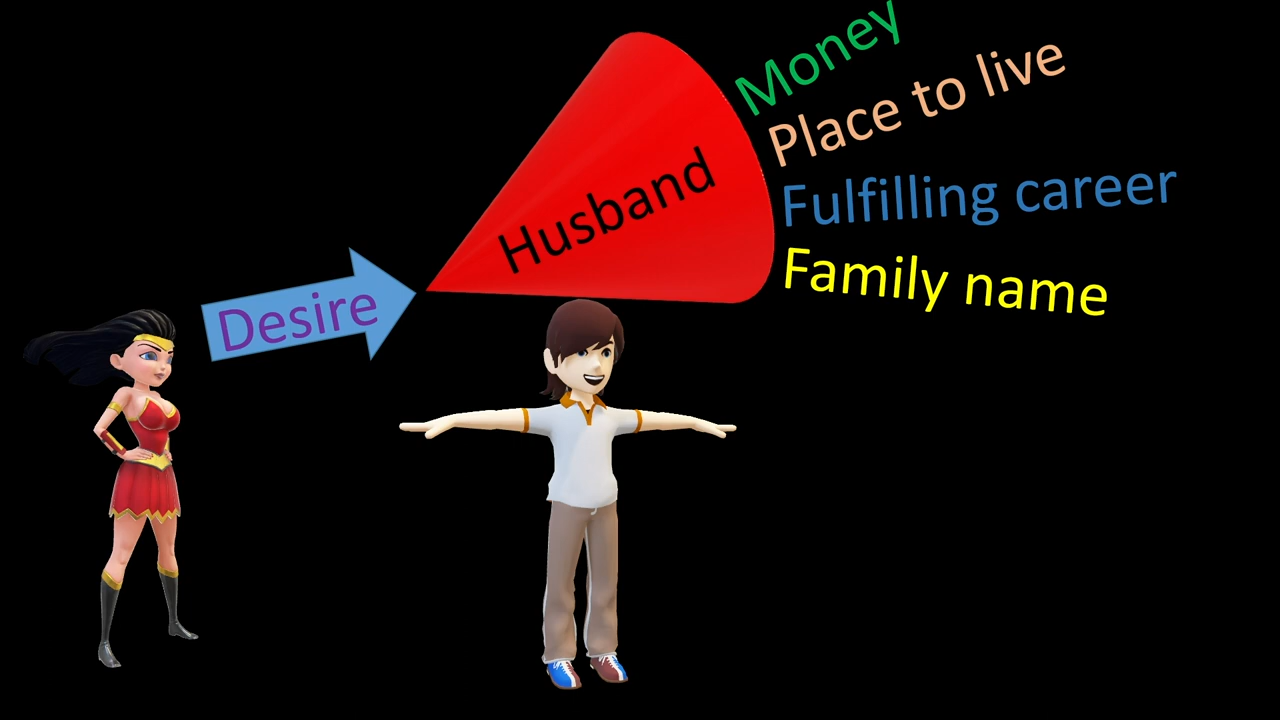 Money
Place to live
Husband
Fulfilling career
Family name
Desire